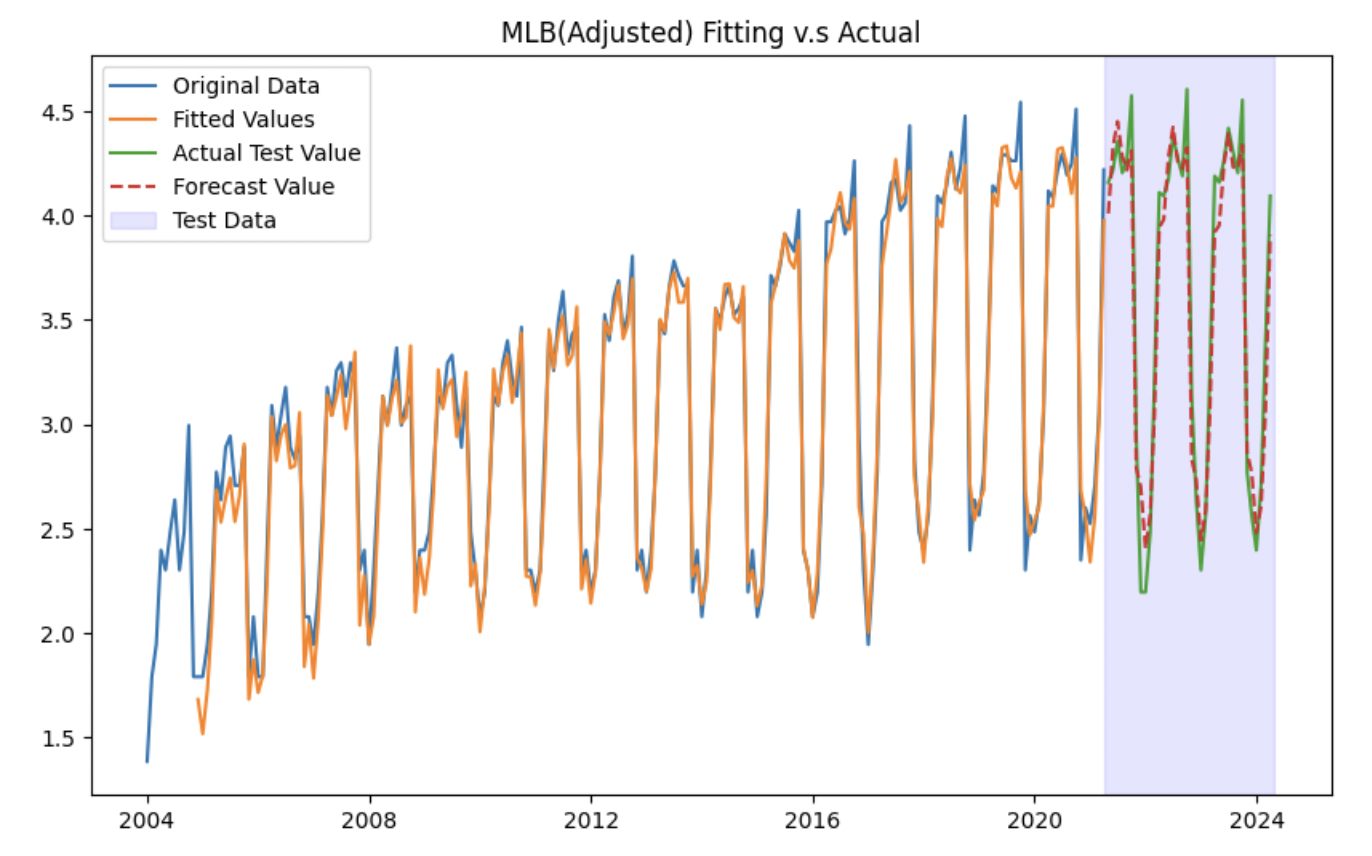 MLB(Adjusted) Fitting v.s Actual
Original Data
Fitted Values
Actual Test Value
Forecast Value
Test Data
4.5
4.0
3.5
3.0
2.5
2.0
1.5
2004 2008 2012 2016 2020 2024